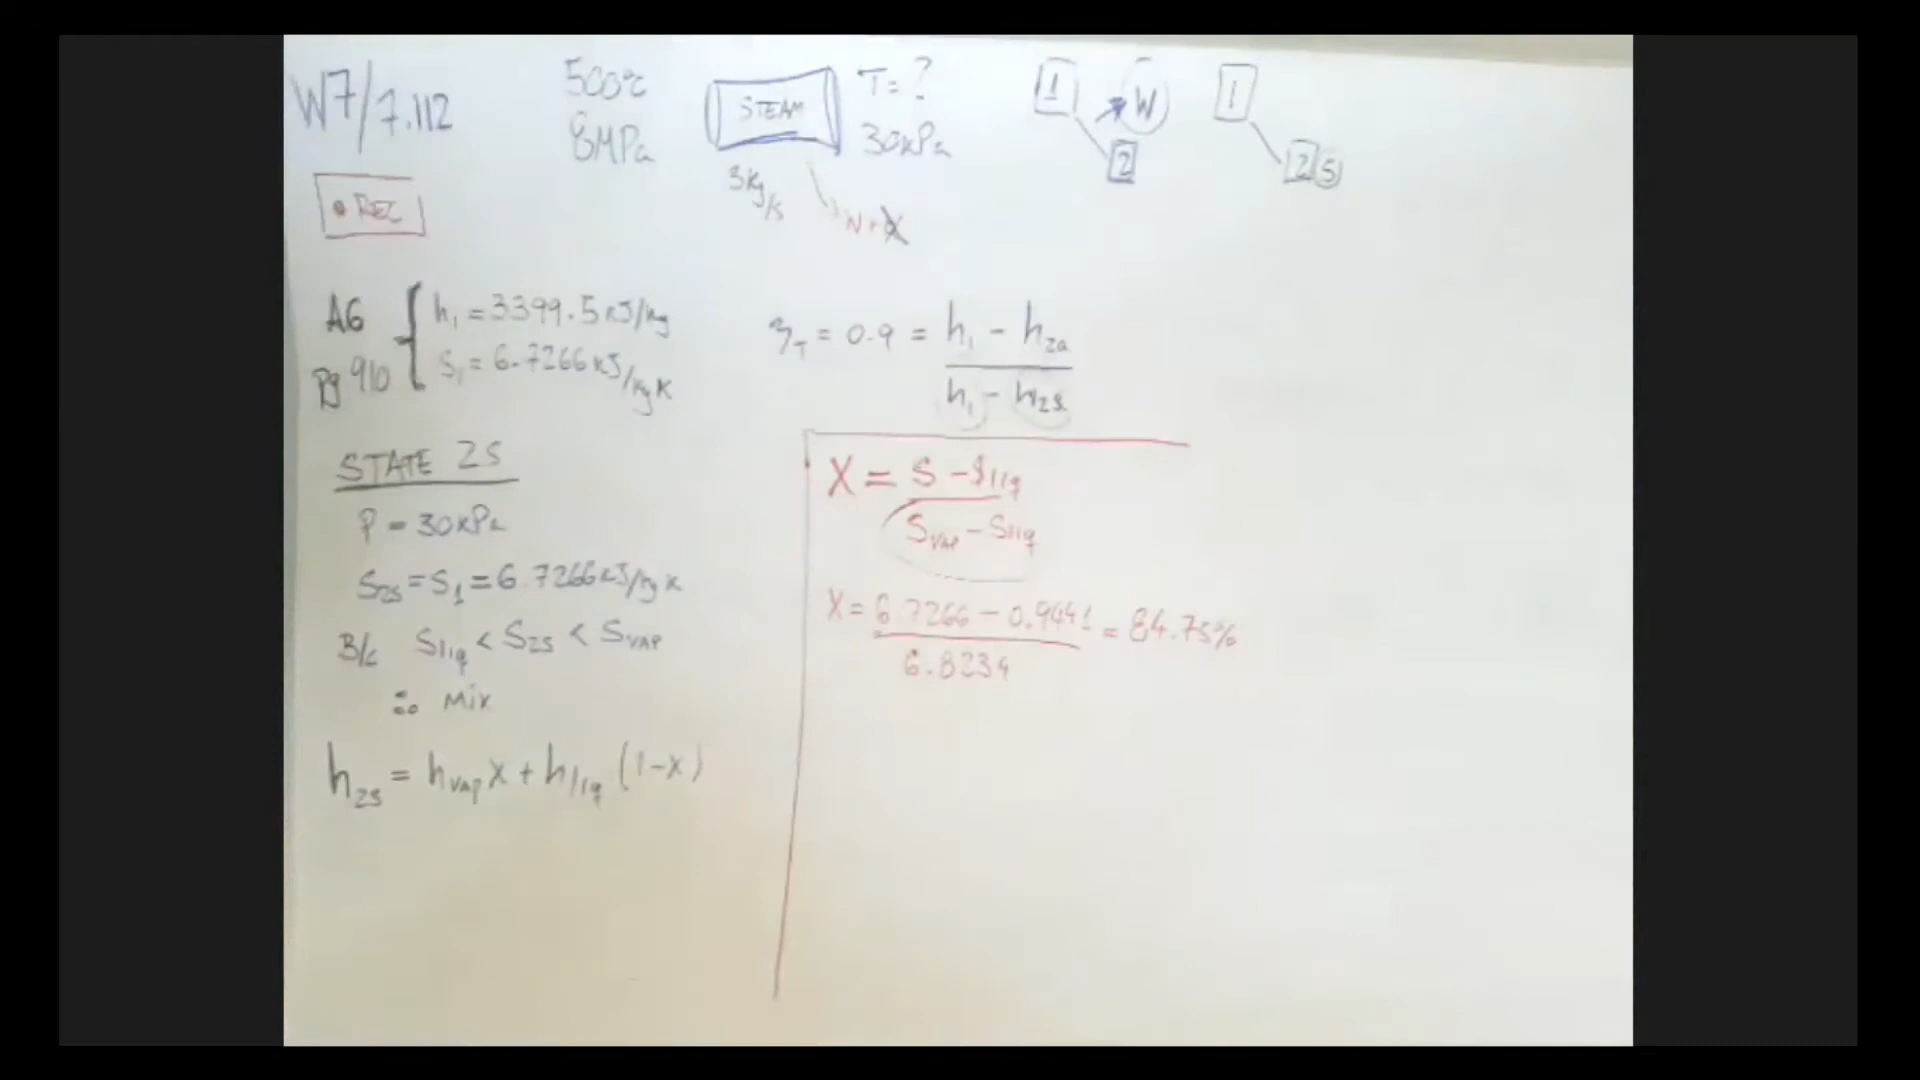 W7/7.112
500°C
8MPa
STEAM
3kg/s
T=?
30kPa
1
W
2
1
2S
• REC
A6
Pg 910
h₁ = 3399.5 kJ/kg
S₁ = 6.7266 kJ/kgK
ηT = 0.9 = h₁ - h2a
h₁ - h2s
STATE 2S
P = 30kPa
S2s = S1 = 6.7266 kJ/kg K
B/c Sliq < S2S < SVAP
∴ Mix
h2s = hvap X + hliq (1-X)
X = S - Sliq
SVAP - Sliq
X = 6.7266 - 0.9441 = 84.75%
6.8234